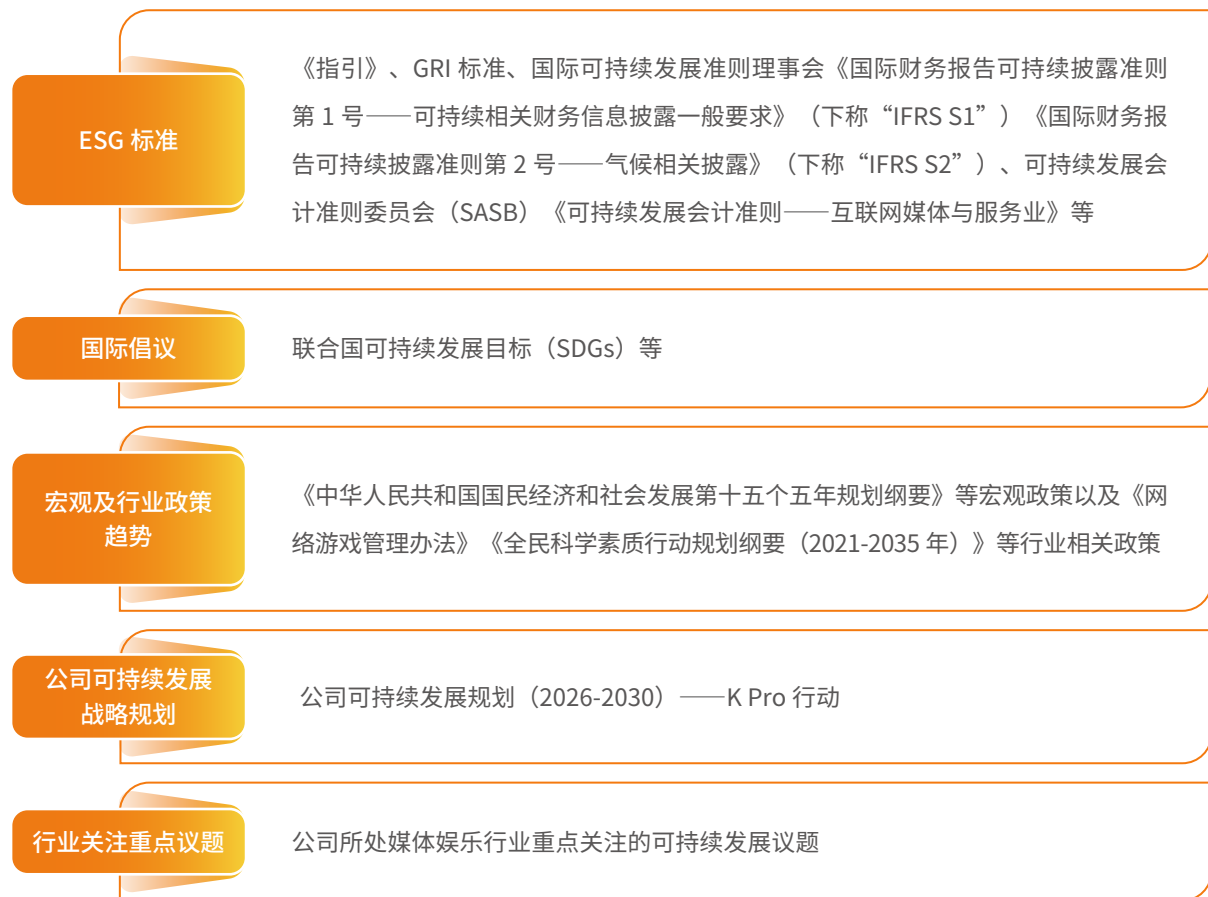 ESG 标准
《指引》、GRI 标准、国际可持续发展准则理事会《国际财务报告可持续披露准则
第 1 号——可持续相关财务信息披露一般要求》（下称“IFRS S1”）《国际财务报
告可持续披露准则第 2 号——气候相关披露》（下称“IFRS S2”）、可持续发展会
计准则委员会（SASB）《可持续发展会计准则——互联网媒体与服务业》等
国际倡议
联合国可持续发展目标（SDGs）等
宏观及行业政策
趋势
《中华人民共和国国民经济和社会发展第十五个五年规划纲要》等宏观政策以及《网
络游戏管理办法》《全民科学素质行动规划纲要（2021-2035 年）》等行业相关政策
公司可持续发展
战略规划
公司可持续发展规划（2026-2030）——K Pro 行动
行业关注重点议题
公司所处媒体娱乐行业重点关注的可持续发展议题